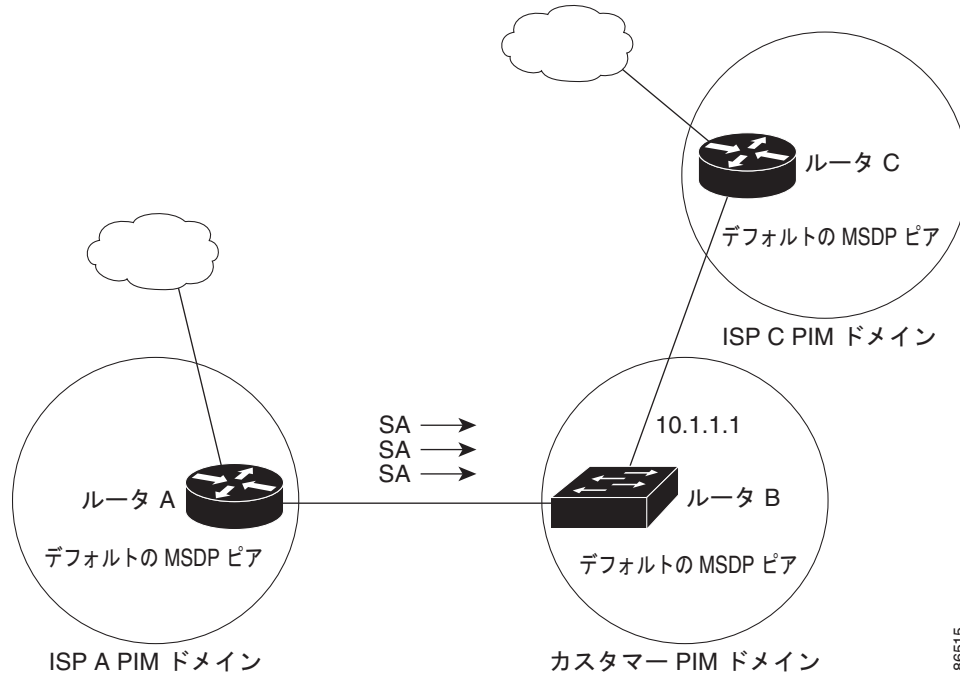 ルータ C
デフォルトの MSDP ピア
ISP C PIM ドメイン
SA
SA
SA
10.1.1.1
ルータ A
ルータ B
デフォルトの MSDP ピア
デフォルトの MSDP ピア
ISP A PIM ドメイン
カスタマー PIM ドメイン
86515